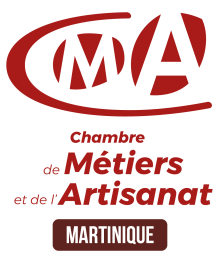 CMA
Chambre
de Métiers
et de l'Artisanat
MARTINIQUE